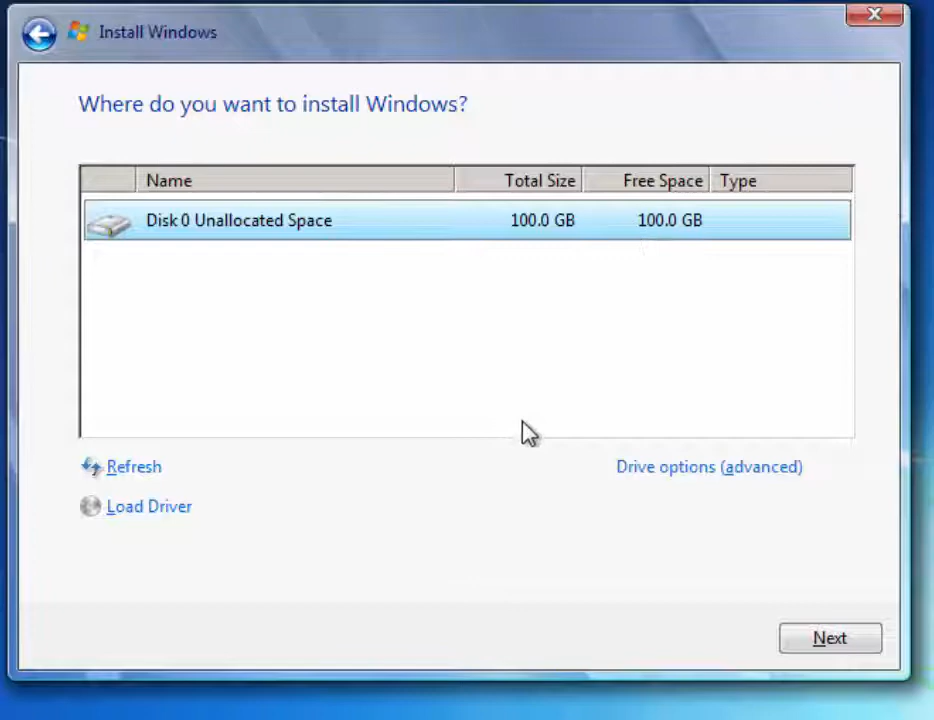 Install Windows
Where do you want to install Windows?
Name Total Size Free Space Type
Disk 0 Unallocated Space 100.0 GB 100.0 GB
Refresh Drive options (advanced)
Load Driver
Next